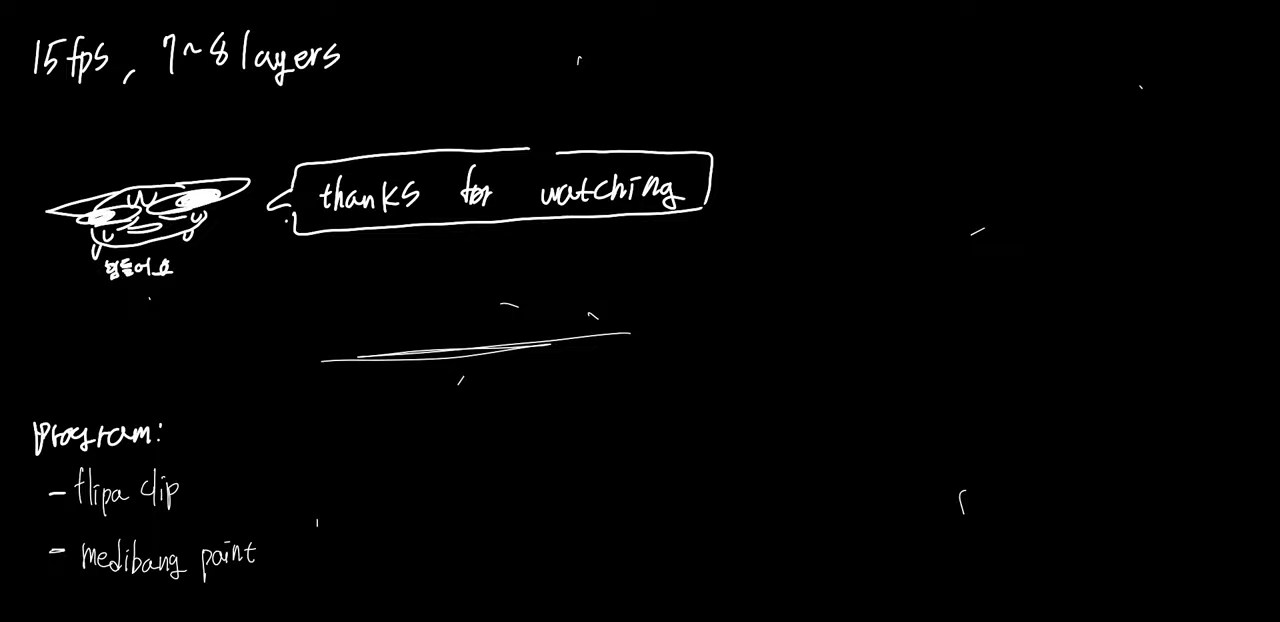 15fps, 7~8 layers
thanks for watching
힘들어요
program:
- flipa clip
- medibang paint